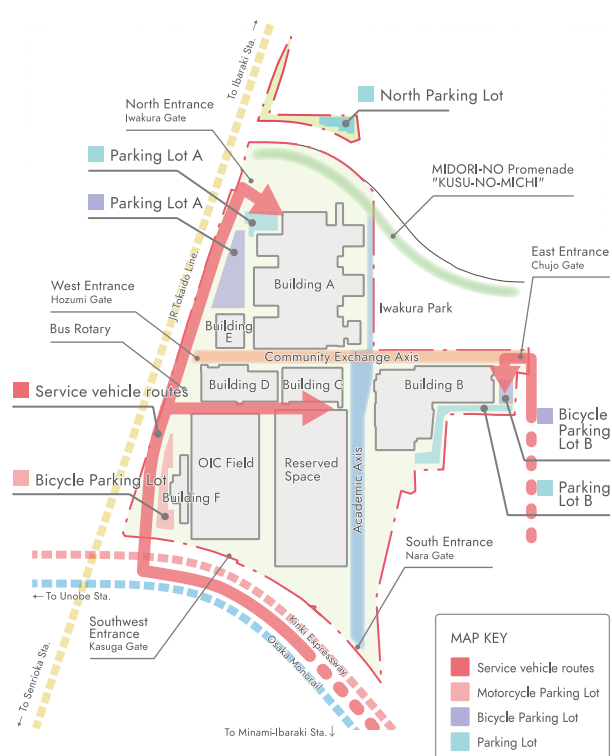 To Ibaraki Sta. →
North Entrance
Iwakura Gate
North Parking Lot
Parking Lot A
MIDORI-NO Promenade
"KUSU-NO-MICHI"
Parking Lot A
East Entrance
Chujo Gate
JR Tokaido Line
West Entrance
Hozumi Gate
Building A
Iwakura Park
Bus Rotary
Building
E
Community Exchange Axis
Building D
Building C
Building B
Service vehicle routes
Bicycle
Parking
Lot B
OIC Field
Reserved
Space
Academic Axis
Bicycle Parking Lot
Building F
Parking
Lot B
South Entrance
Nara Gate
← To Unobe Sta.
Southwest
Entrance
Kasuga Gate
Kiriki Expressway
Osaka Monorail
← To Senrioka Sta.
To Minami-Ibaraki Sta.↓
MAP KEY
Service vehicle routes
Motorcycle Parking Lot
Bicycle Parking Lot
Parking Lot